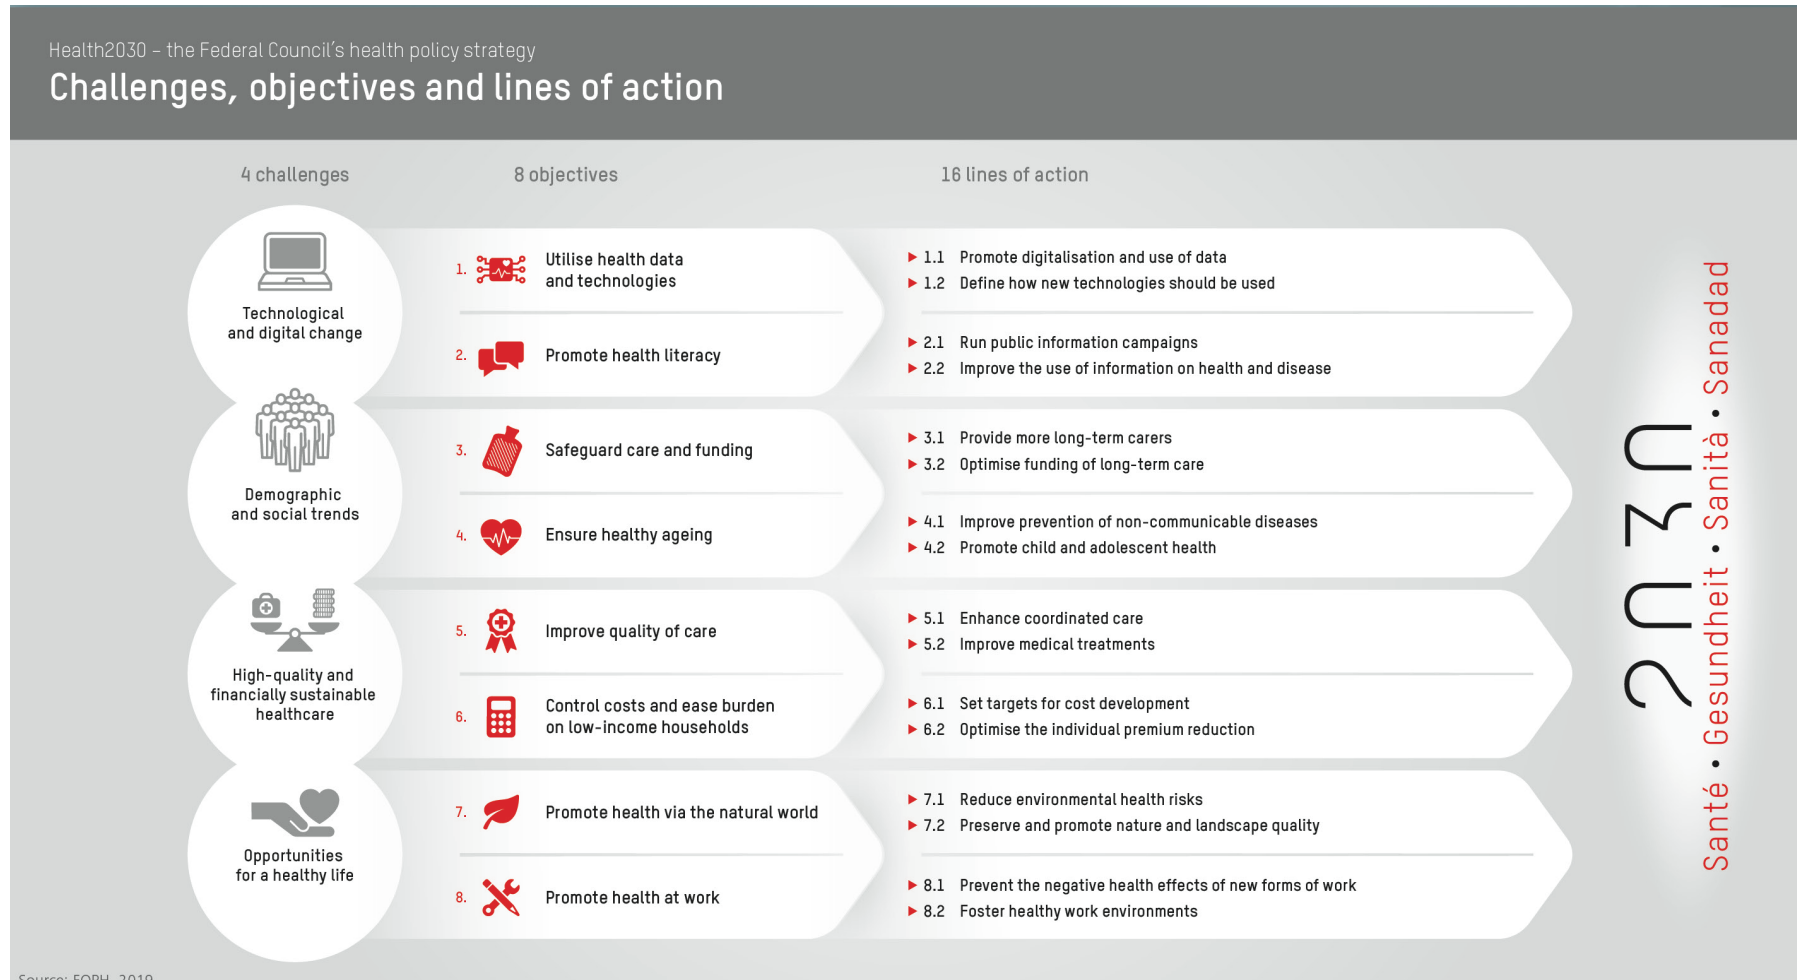 Health2030 – the Federal Council's health policy strategy
Challenges, objectives and lines of action
4 challenges
8 objectives
16 lines of action
Technological
and digital change
1.
Utilise health data
and technologies
1.1 Promote digitalisation and use of data
1.2 Define how new technologies should be used
2.
Promote health literacy
2.1 Run public information campaigns
2.2 Improve the use of information on health and disease
Demographic
and social trends
3.
Safeguard care and funding
3.1 Provide more long-term carers
3.2 Optimise funding of long-term care
4.
Ensure healthy ageing
4.1 Improve prevention of non-communicable diseases
4.2 Promote child and adolescent health
High-quality and
financially sustainable
healthcare
5.
Improve quality of care
5.1 Enhance coordinated care
5.2 Improve medical treatments
6.
Control costs and ease burden
on low-income households
6.1 Set targets for cost development
6.2 Optimise the individual premium reduction
Opportunities
for a healthy life
7.
Promote health via the natural world
7.1 Reduce environmental health risks
7.2 Preserve and promote nature and landscape quality
8.
Promote health at work
8.1 Prevent the negative health effects of new forms of work
8.2 Foster healthy work environments
2030
Santé • Gesundheit • Sanità • Sanadad
Source: FOPH, 2019